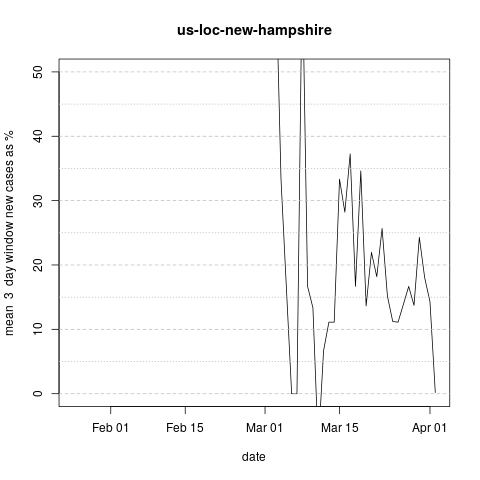 us-loc-new-hampshire
mean 3 day window new cases as %
50
40
30
20
10
0
Feb 01 Feb 15 Mar 01 Mar 15 Apr 01
date